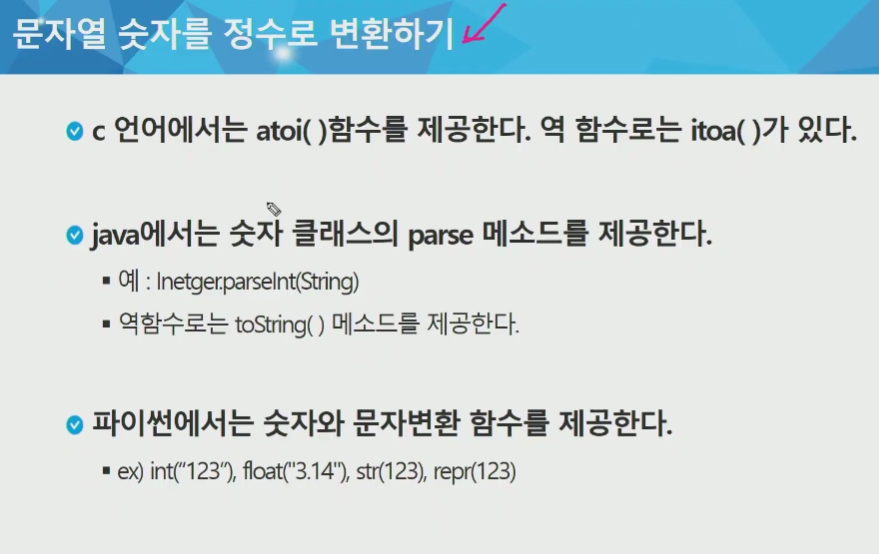 문자열 숫자를 정수로 변환하기
c 언어에서는 atoi( )함수를 제공한다. 역 함수로는 itoa( )가 있다.
java에서는 숫자 클래스의 parse 메소드를 제공한다.
▪ 예 : Inetger.parseInt(String)
▪ 역함수로는 toString( ) 메소드를 제공한다.
파이썬에서는 숫자와 문자변환 함수를 제공한다.
▪ ex) int(“123”), float("3.14"), str(123), repr(123)